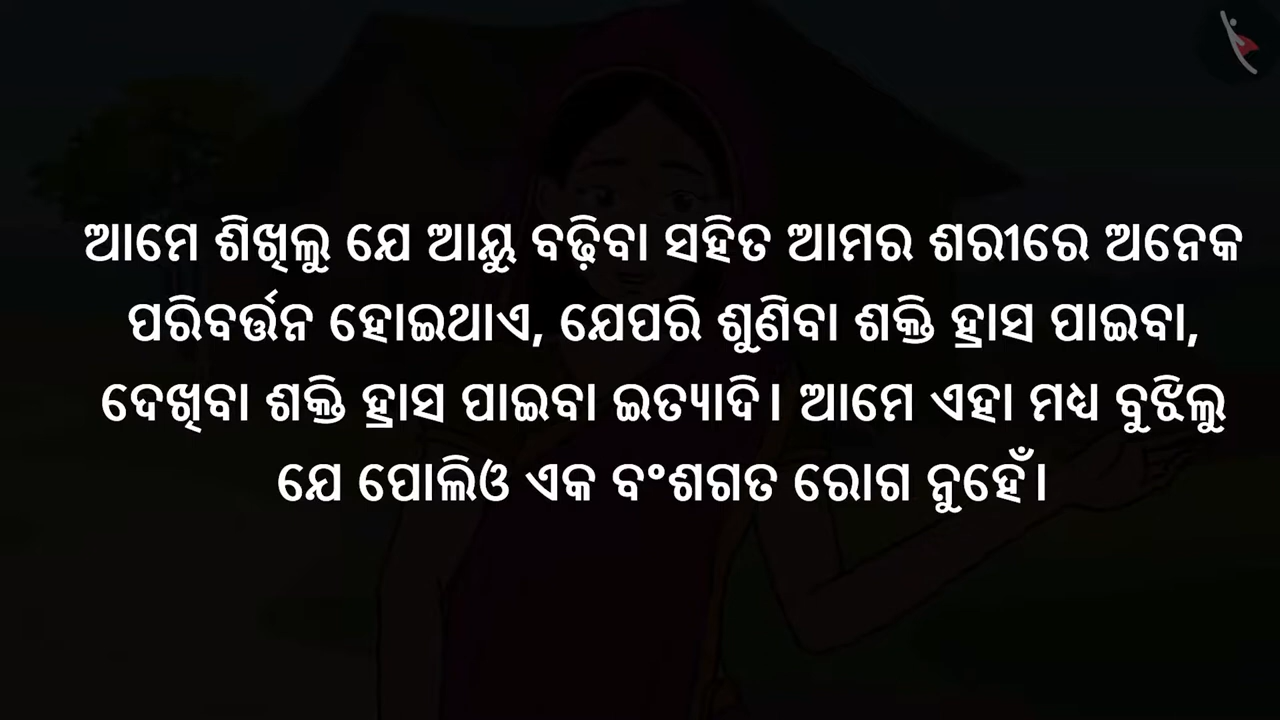 ଆମେ ଶିଖିଲୁ ଯେ ଆୟୁ ବଢ଼ିବା ସହିତ ଆମର ଶରୀରେ ଅନେକ
ପରିବର୍ତ୍ତନ ହୋଇଥାଏ, ଯେପରି ଶୁଣିବା ଶକ୍ତି ହ୍ରାସ ପାଇବା,
ଦେଖିବା ଶକ୍ତି ହ୍ରାସ ପାଇବା ଇତ୍ୟାଦି। ଆମେ ଏହା ମଧ୍ୟ ବୁଝିଲୁ
ଯେ ପୋଲିଓ ଏକ ବଂଶଗତ ରୋଗ ନୁହେଁ।